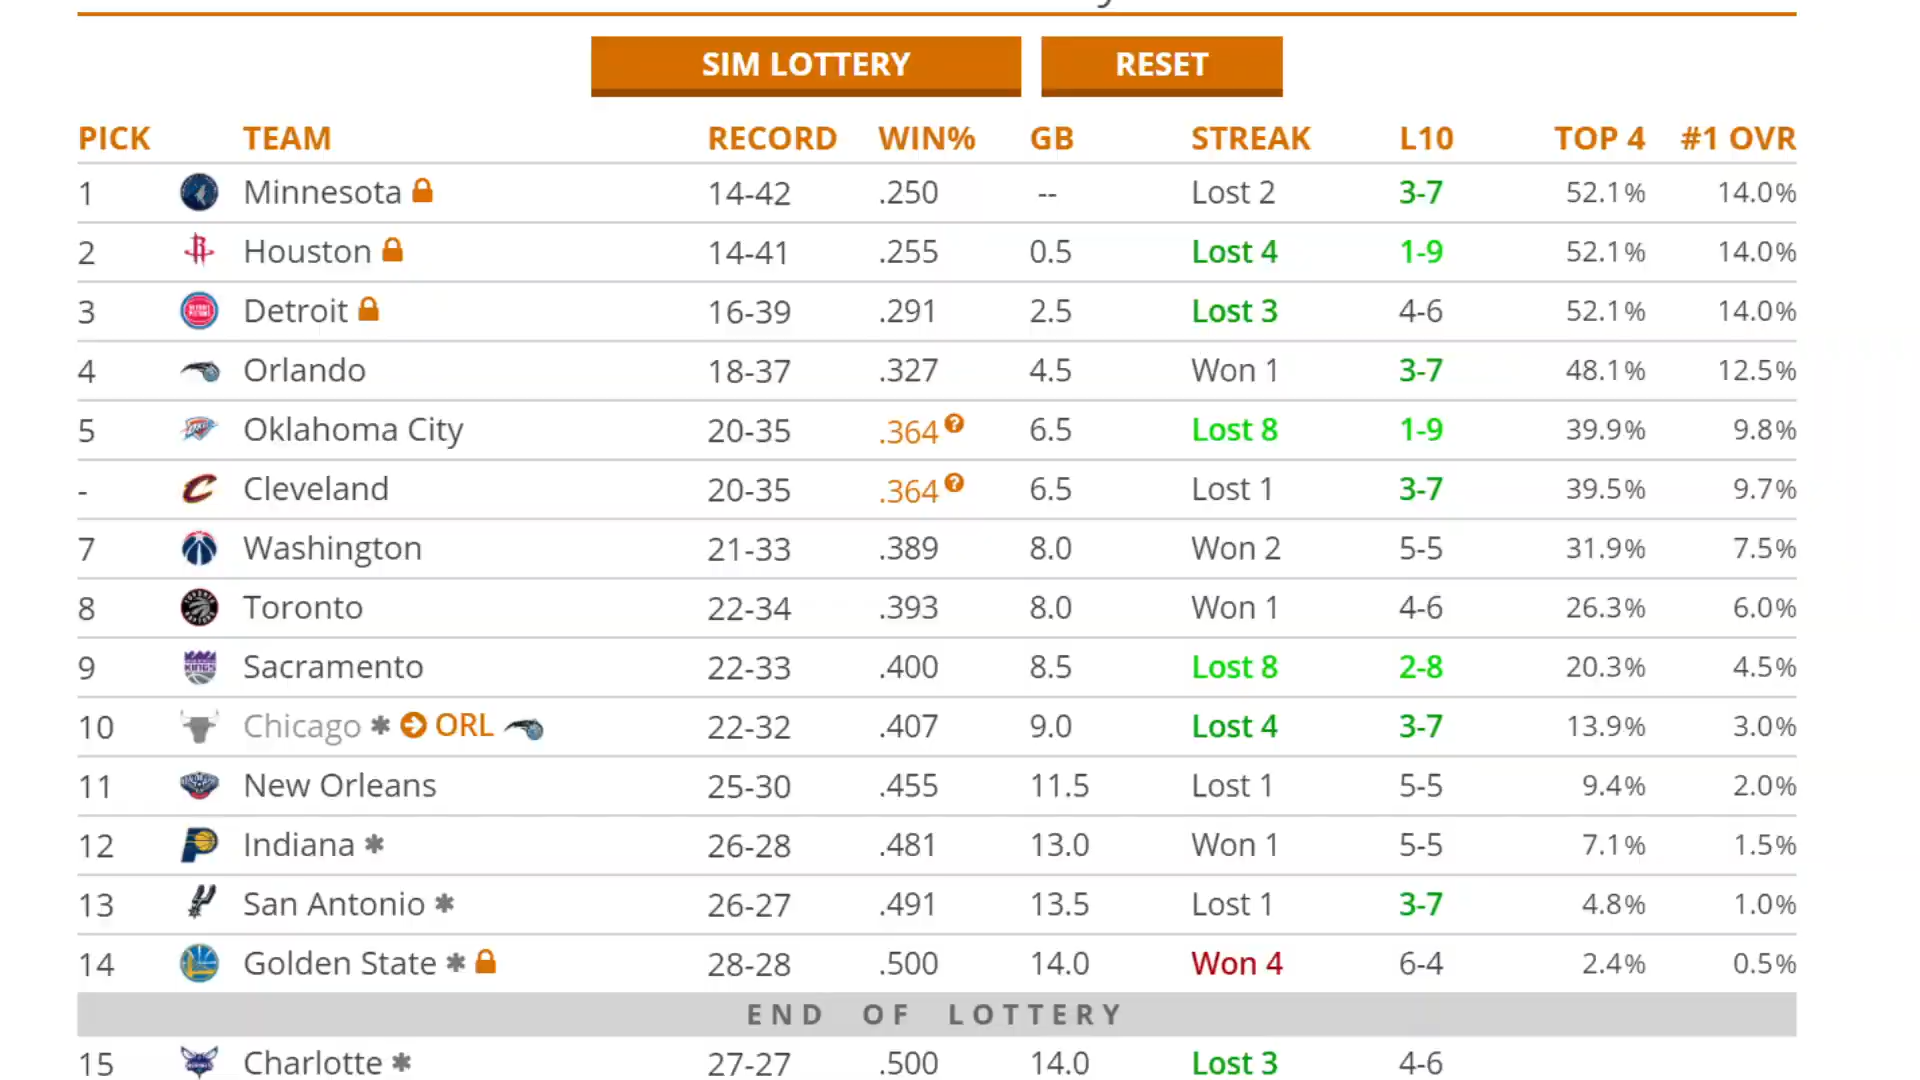 SIM LOTTERY RESET
PICK TEAM RECORD WIN% GB STREAK L10 TOP 4 #1 OVR
1 Minnesota 14-42 .250 -- Lost 2 3-7 52.1% 14.0%
2 Houston 14-41 .255 0.5 Lost 4 1-9 52.1% 14.0%
3 Detroit 16-39 .291 2.5 Lost 3 4-6 52.1% 14.0%
4 Orlando 18-37 .327 4.5 Won 1 3-7 48.1% 12.5%
5 Oklahoma City 20-35 .364 ? 6.5 Lost 8 1-9 39.9% 9.8%
- Cleveland 20-35 .364 ? 6.5 Lost 1 3-7 39.5% 9.7%
7 Washington 21-33 .389 8.0 Won 2 5-5 31.9% 7.5%
8 Toronto 22-34 .393 8.0 Won 1 4-6 26.3% 6.0%
9 Sacramento 22-33 .400 8.5 Lost 8 2-8 20.3% 4.5%
10 Chicago * ORL 22-32 .407 9.0 Lost 4 3-7 13.9% 3.0%
11 New Orleans 25-30 .455 11.5 Lost 1 5-5 9.4% 2.0%
12 Indiana * 26-28 .481 13.0 Won 1 5-5 7.1% 1.5%
13 San Antonio * 26-27 .491 13.5 Lost 1 3-7 4.8% 1.0%
14 Golden State * 28-28 .500 14.0 Won 4 6-4 2.4% 0.5%
END OF LOTTERY
15 Charlotte * 27-27 .500 14.0 Lost 3 4-6